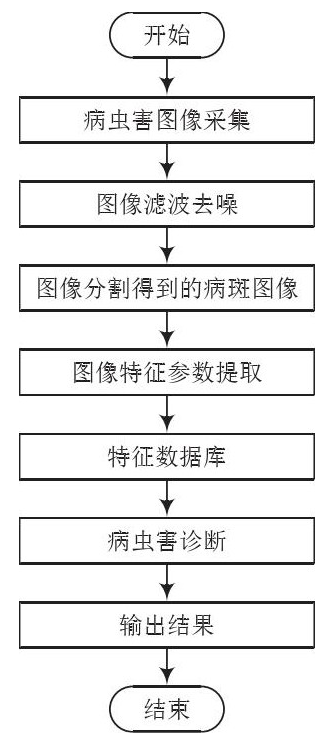 开始
病虫害图像采集
图像滤波去噪
图像分割得到的病斑图像
图像特征参数提取
特征数据库
病虫害诊断
输出结果
结束